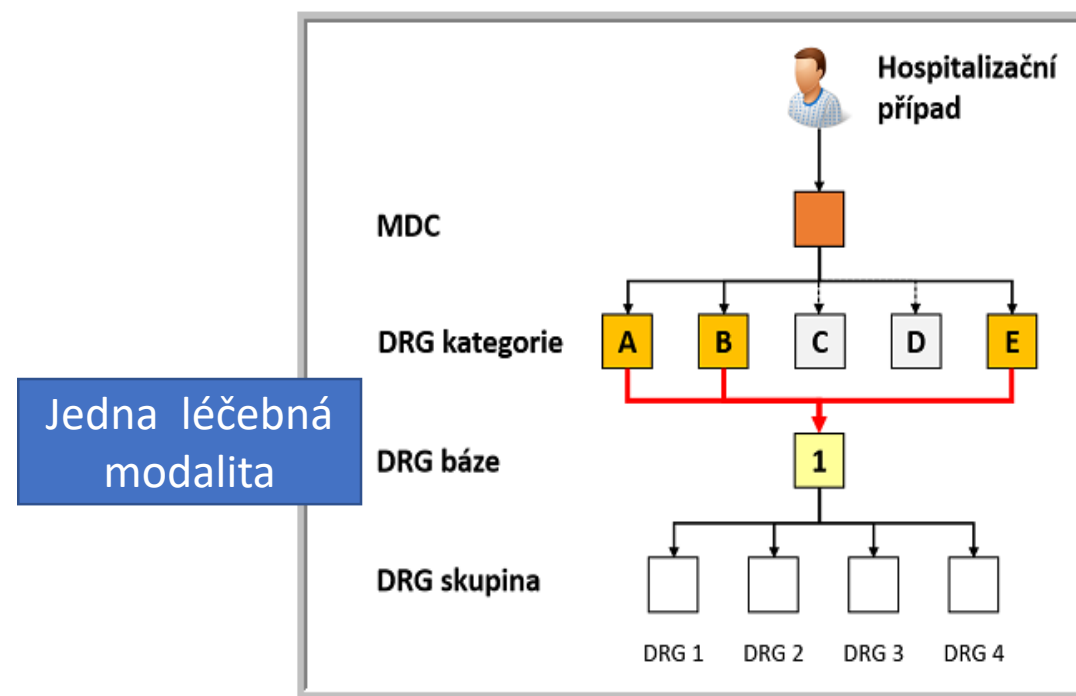 Hospitalizační
případ
MDC
DRG kategorie
A B C D E
Jedna léčebná
modalita
DRG báze
1
DRG skupina
DRG 1 DRG 2 DRG 3 DRG 4